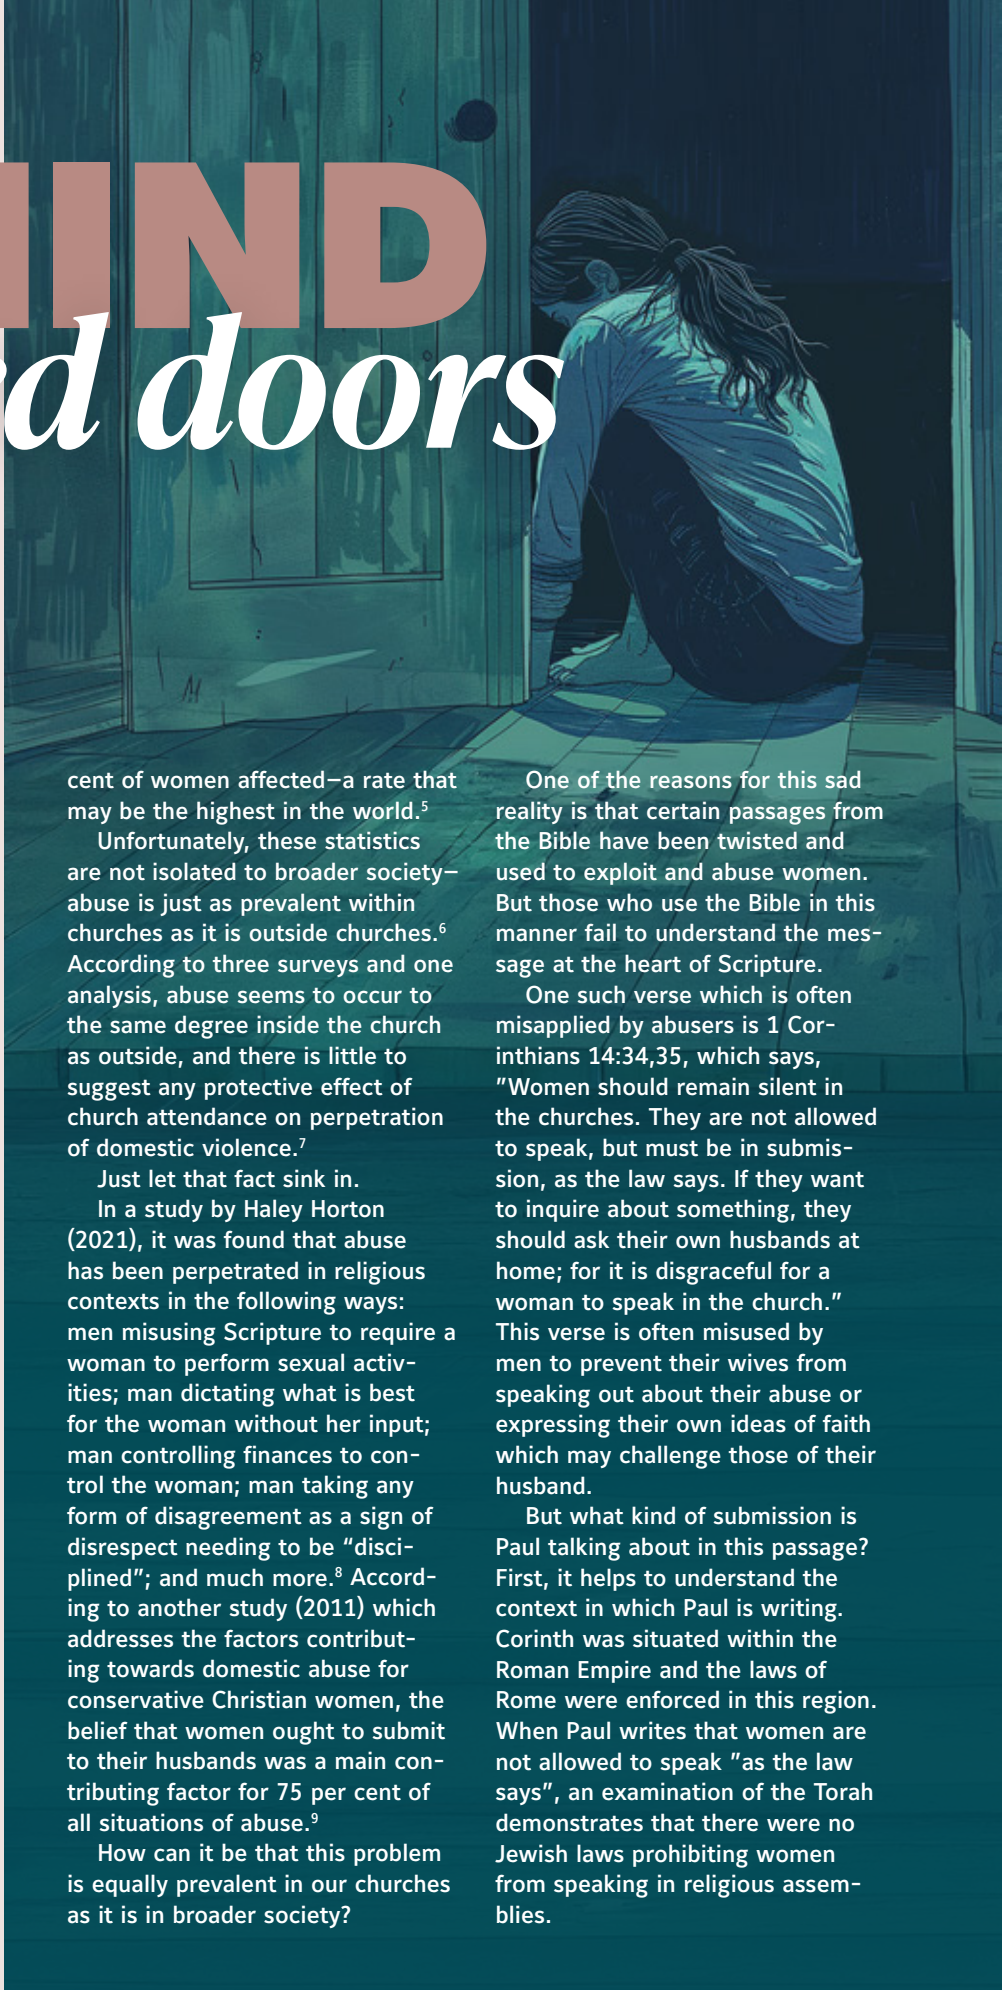 IND
d doors
cent of women affected—a rate that
may be the highest in the world.5
Unfortunately, these statistics
are not isolated to broader society—
abuse is just as prevalent within
churches as it is outside churches.6
According to three surveys and one
analysis, abuse seems to occur to
the same degree inside the church
as outside, and there is little to
suggest any protective effect of
church attendance on perpetration
of domestic violence.7
Just let that fact sink in.
In a study by Haley Horton
(2021), it was found that abuse
has been perpetrated in religious
contexts in the following ways:
men misusing Scripture to require a
woman to perform sexual activ-
ities; man dictating what is best
for the woman without her input;
man controlling finances to con-
trol the woman; man taking any
form of disagreement as a sign of
disrespect needing to be “disci-
plined”; and much more.8 Accord-
ing to another study (2011) which
addresses the factors contribut-
ing towards domestic abuse for
conservative Christian women, the
belief that women ought to submit
to their husbands was a main con-
tributing factor for 75 per cent of
all situations of abuse.9
How can it be that this problem
is equally prevalent in our churches
as it is in broader society?
One of the reasons for this sad
reality is that certain passages from
the Bible have been twisted and
used to exploit and abuse women.
But those who use the Bible in this
manner fail to understand the mes-
sage at the heart of Scripture.
One such verse which is often
misapplied by abusers is 1 Cor-
inthians 14:34,35, which says,
”Women should remain silent in
the churches. They are not allowed
to speak, but must be in submis-
sion, as the law says. If they want
to inquire about something, they
should ask their own husbands at
home; for it is disgraceful for a
woman to speak in the church.”
This verse is often misused by
men to prevent their wives from
speaking out about their abuse or
expressing their own ideas of faith
which may challenge those of their
husband.
But what kind of submission is
Paul talking about in this passage?
First, it helps to understand the
context in which Paul is writing.
Corinth was situated within the
Roman Empire and the laws of
Rome were enforced in this region.
When Paul writes that women are
not allowed to speak ”as the law
says”, an examination of the Torah
demonstrates that there were no
Jewish laws prohibiting women
from speaking in religious assem-
blies.